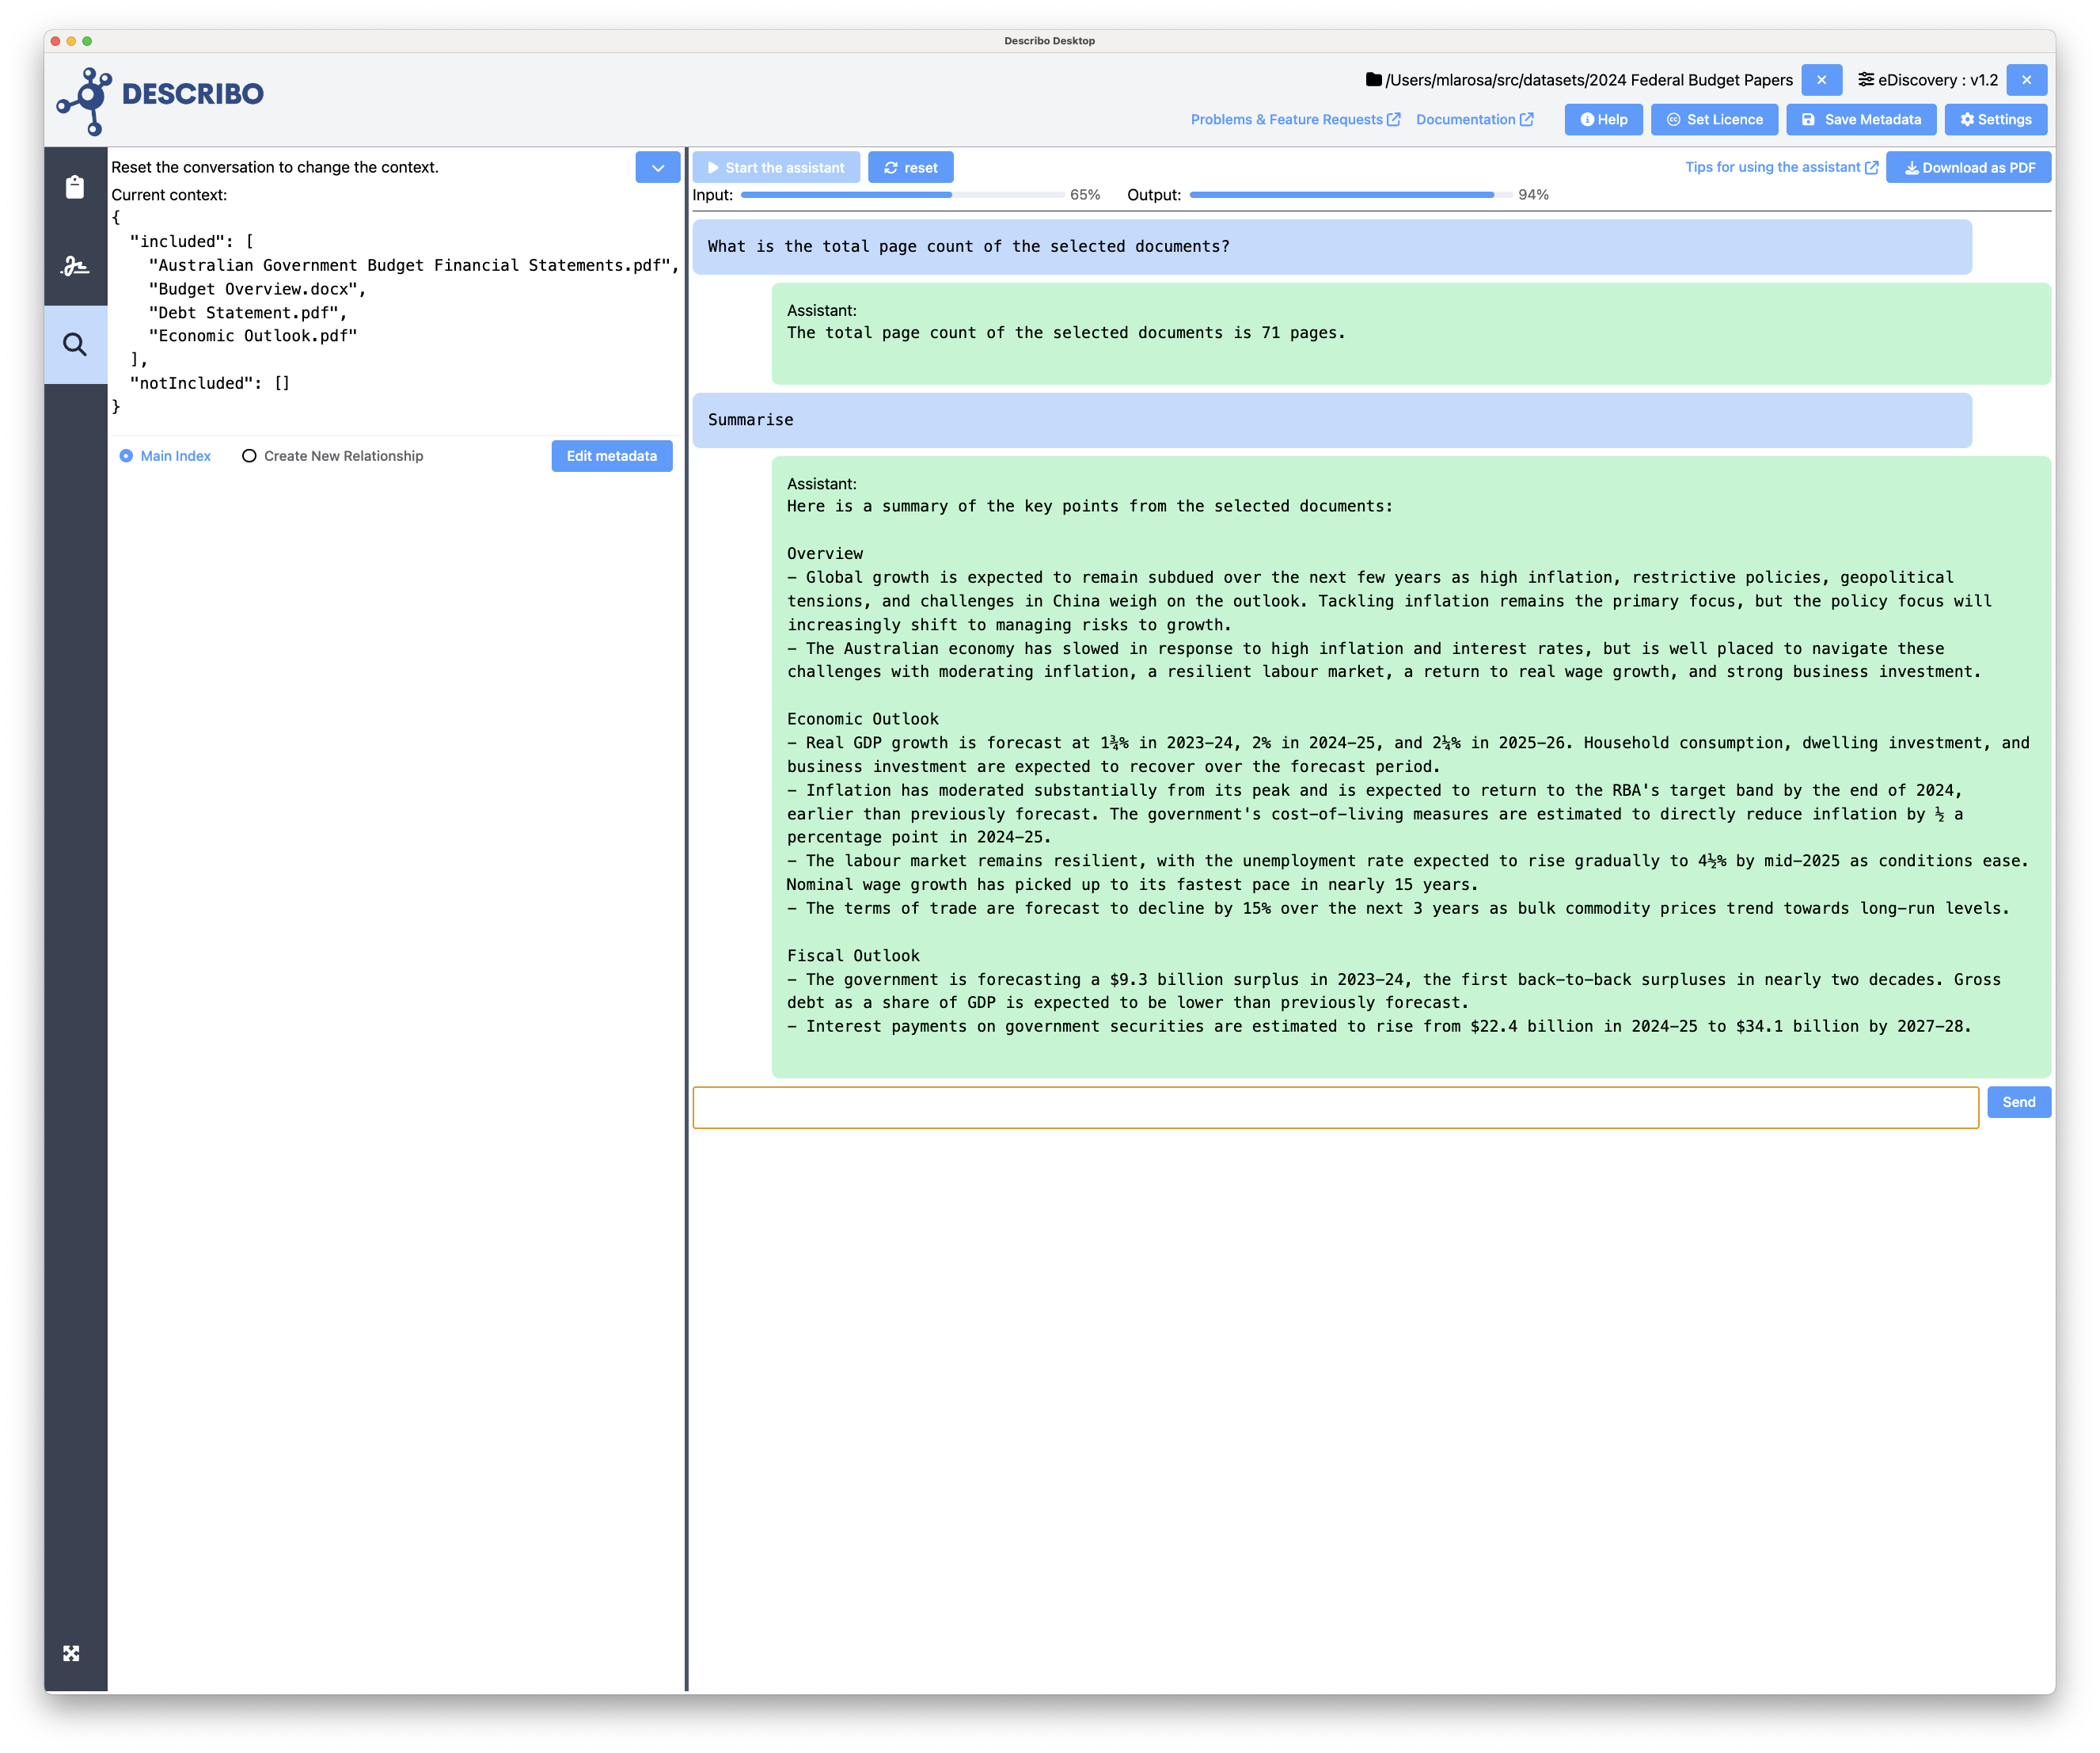 Describo Desktop
DESCRIBO
/Users/mlarosa/src/datasets/2024 Federal Budget Papers
eDiscovery : v1.2
Problems & Feature Requests
Documentation
Help
Set Licence
Save Metadata
Settings
Reset the conversation to change the context.
Current context:
{
"included": [
"Australian Government Budget Financial Statements.pdf",
"Budget Overview.docx",
"Debt Statement.pdf",
"Economic Outlook.pdf"
],
"notIncluded": []
}
Main Index
Create New Relationship
Edit metadata
Start the assistant
reset
Tips for using the assistant
Download as PDF
Input: 65%
Output: 94%
What is the total page count of the selected documents?
Assistant:
The total page count of the selected documents is 71 pages.
Summarise
Assistant:
Here is a summary of the key points from the selected documents:
Overview
– Global growth is expected to remain subdued over the next few years as high inflation, restrictive policies, geopolitical
tensions, and challenges in China weigh on the outlook. Tackling inflation remains the primary focus, but the policy focus will
increasingly shift to managing risks to growth.
– The Australian economy has slowed in response to high inflation and interest rates, but is well placed to navigate these
challenges with moderating inflation, a resilient labour market, a return to real wage growth, and strong business investment.
Economic Outlook
– Real GDP growth is forecast at 1¾% in 2023–24, 2% in 2024–25, and 2¼% in 2025–26. Household consumption, dwelling investment, and
business investment are expected to recover over the forecast period.
– Inflation has moderated substantially from its peak and is expected to return to the RBA's target band by the end of 2024,
earlier than previously forecast. The government's cost–of–living measures are estimated to directly reduce inflation by ½ a
percentage point in 2024–25.
– The labour market remains resilient, with the unemployment rate expected to rise gradually to 4½% by mid–2025 as conditions ease.
Nominal wage growth has picked up to its fastest pace in nearly 15 years.
– The terms of trade are forecast to decline by 15% over the next 3 years as bulk commodity prices trend towards long–run levels.
Fiscal Outlook
– The government is forecasting a $9.3 billion surplus in 2023–24, the first back–to–back surpluses in nearly two decades. Gross
debt as a share of GDP is expected to be lower than previously forecast.
– Interest payments on government securities are estimated to rise from $22.4 billion in 2024–25 to $34.1 billion by 2027–28.
Send